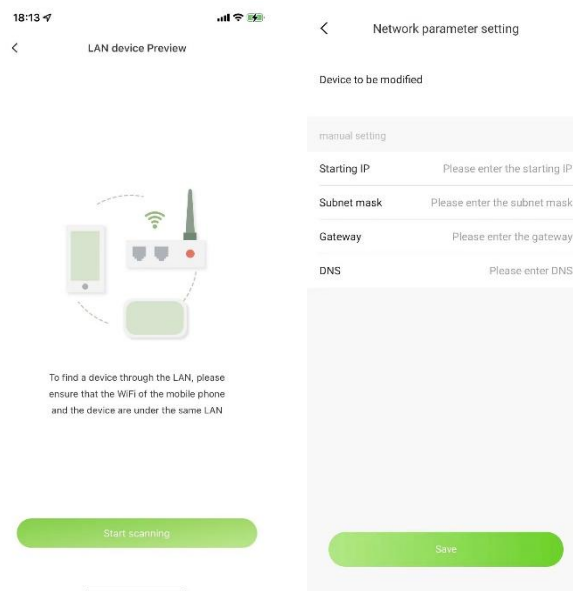 18:13
LAN device Preview
To find a device through the LAN, please
ensure that the WiFi of the mobile phone
and the device are under the same LAN
Start scanning
Network parameter setting
Device to be modified
manual setting
Starting IP Please enter the starting IP
Subnet mask Please enter the subnet mask
Gateway Please enter the gateway
DNS Please enter DNS
Save